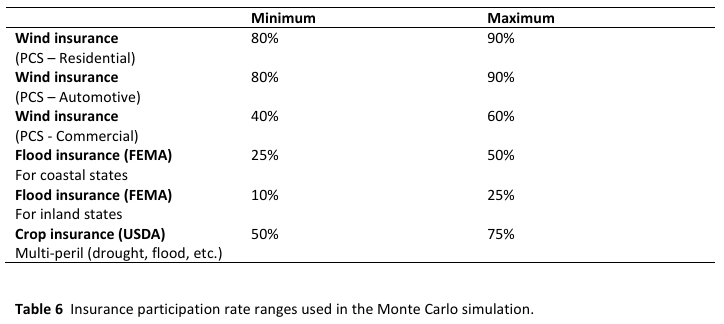 Minimum Maximum
Wind insurance 80% 90%
(PCS – Residential)
Wind insurance 80% 90%
(PCS – Automotive)
Wind insurance 40% 60%
(PCS - Commercial)
Flood insurance (FEMA) 25% 50%
For coastal states
Flood insurance (FEMA) 10% 25%
For inland states
Crop insurance (USDA) 50% 75%
Multi-peril (drought, flood, etc.)
Table 6 Insurance participation rate ranges used in the Monte Carlo simulation.